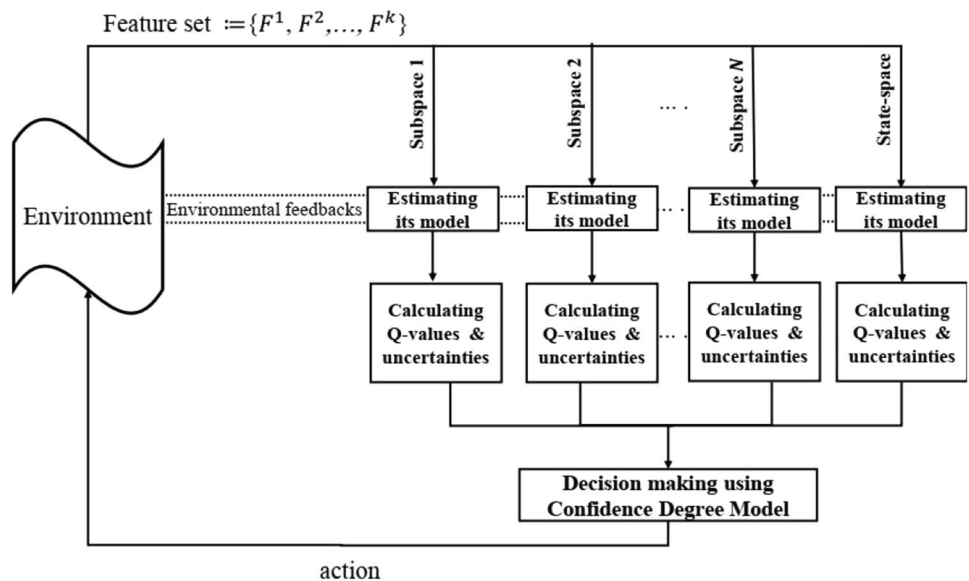 Feature set ≔{F¹, F²,…, Fᵏ}
Subspace 1
Subspace 2
... .
Subspace N
State-space
Environment
Environmental feedbacks
Estimating
its model
Estimating
its model
... .
Estimating
its model
Estimating
its model
Calculating
Q-values &
uncertainties
Calculating
Q-values &
uncertainties
... .
Calculating
Q-values &
uncertainties
Calculating
Q-values &
uncertainties
Decision making using
Confidence Degree Model
action